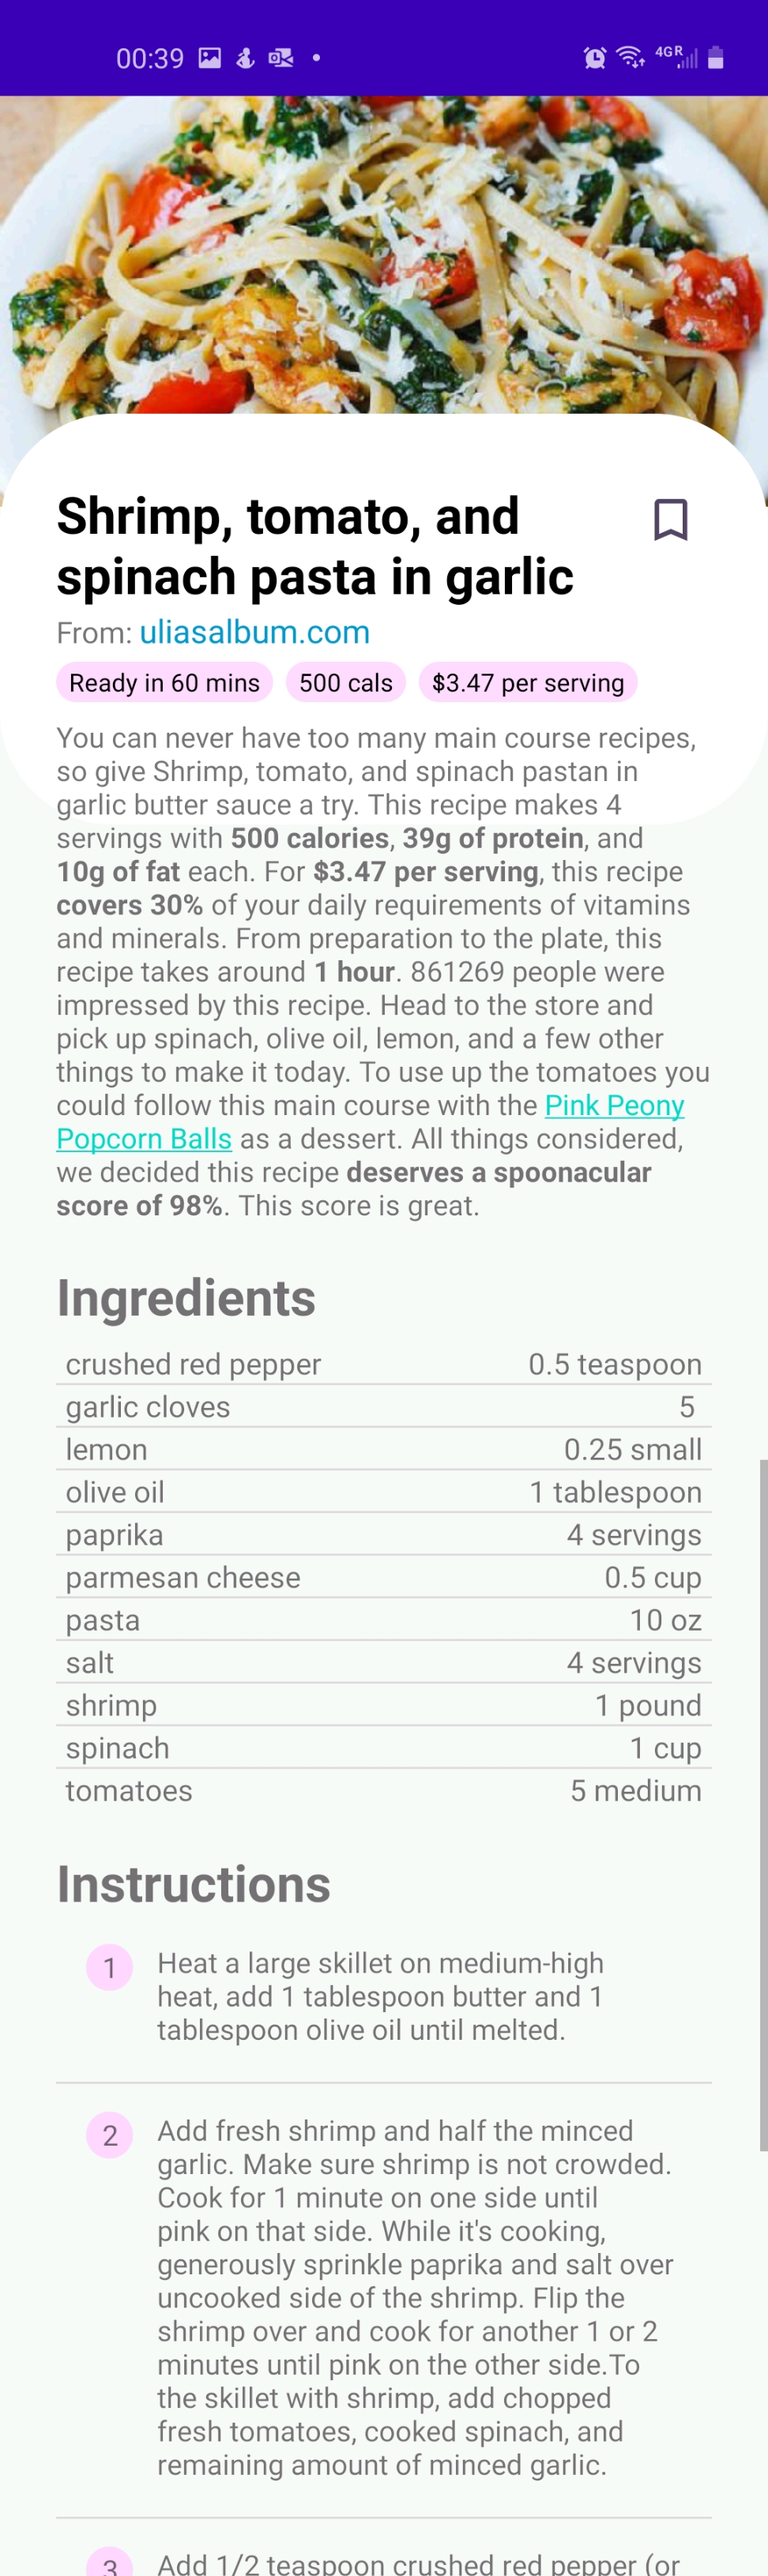 00:39
4GR
Shrimp, tomato, and
spinach pasta in garlic
From: uliasalbum.com
Ready in 60 mins 500 cals $3.47 per serving
You can never have too many main course recipes,
so give Shrimp, tomato, and spinach pastan in
garlic butter sauce a try. This recipe makes 4
servings with 500 calories, 39g of protein, and
10g of fat each. For $3.47 per serving, this recipe
covers 30% of your daily requirements of vitamins
and minerals. From preparation to the plate, this
recipe takes around 1 hour. 861269 people were
impressed by this recipe. Head to the store and
pick up spinach, olive oil, lemon, and a few other
things to make it today. To use up the tomatoes you
could follow this main course with the Pink Peony
Popcorn Balls as a dessert. All things considered,
we decided this recipe deserves a spoonacular
score of 98%. This score is great.
Ingredients
crushed red pepper 0.5 teaspoon
garlic cloves 5
lemon 0.25 small
olive oil 1 tablespoon
paprika 4 servings
parmesan cheese 0.5 cup
pasta 10 oz
salt 4 servings
shrimp 1 pound
spinach 1 cup
tomatoes 5 medium
Instructions
1 Heat a large skillet on medium-high
heat, add 1 tablespoon butter and 1
tablespoon olive oil until melted.
2 Add fresh shrimp and half the minced
garlic. Make sure shrimp is not crowded.
Cook for 1 minute on one side until
pink on that side. While it's cooking,
generously sprinkle paprika and salt over
uncooked side of the shrimp. Flip the
shrimp over and cook for another 1 or 2
minutes until pink on the other side.To
the skillet with shrimp, add chopped
fresh tomatoes, cooked spinach, and
remaining amount of minced garlic.
3 Add 1/2 teaspoon crushed red pepper (or